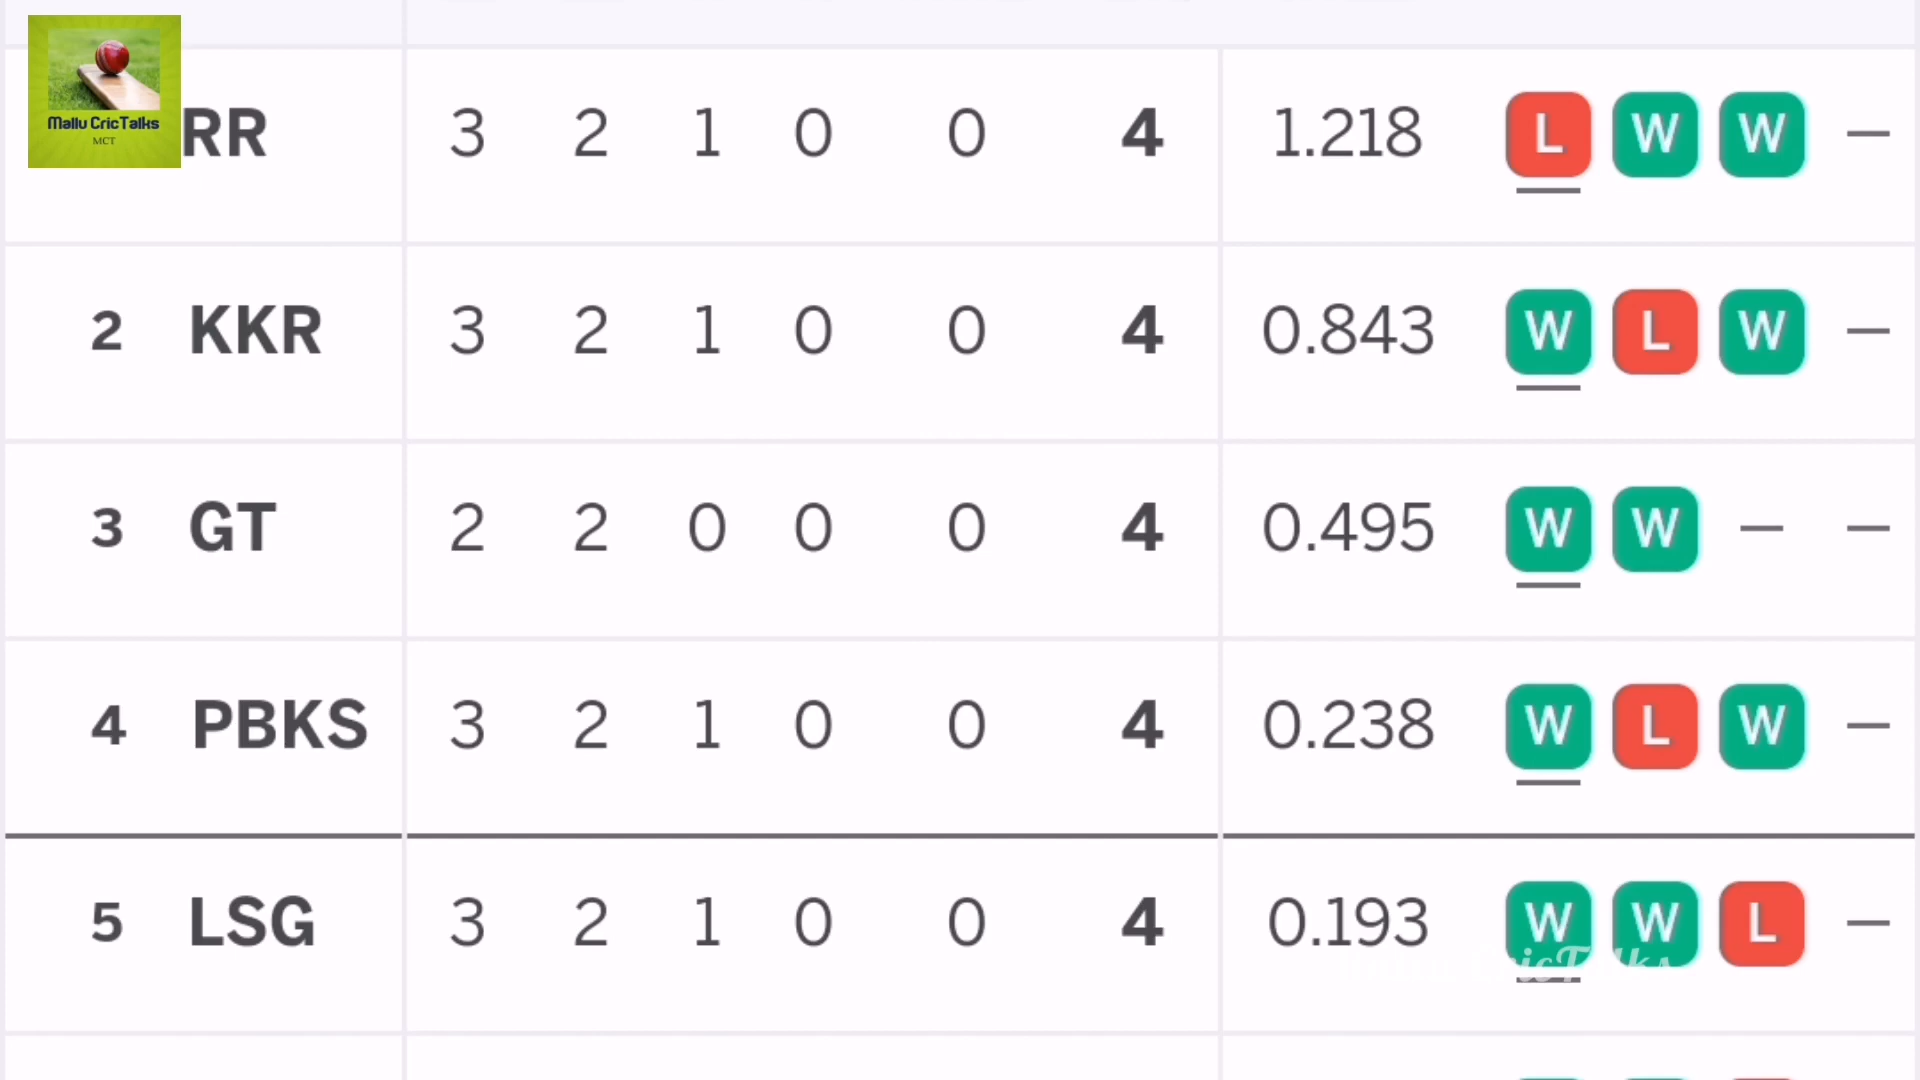 Mallu CricTalks
MCT
RR 3 2 1 0 0 4 1.218 L W W —
2 KKR 3 2 1 0 0 4 0.843 W L W —
3 GT 2 2 0 0 0 4 0.495 W W — —
4 PBKS 3 2 1 0 0 4 0.238 W L W —
5 LSG 3 2 1 0 0 4 0.193 W W L —